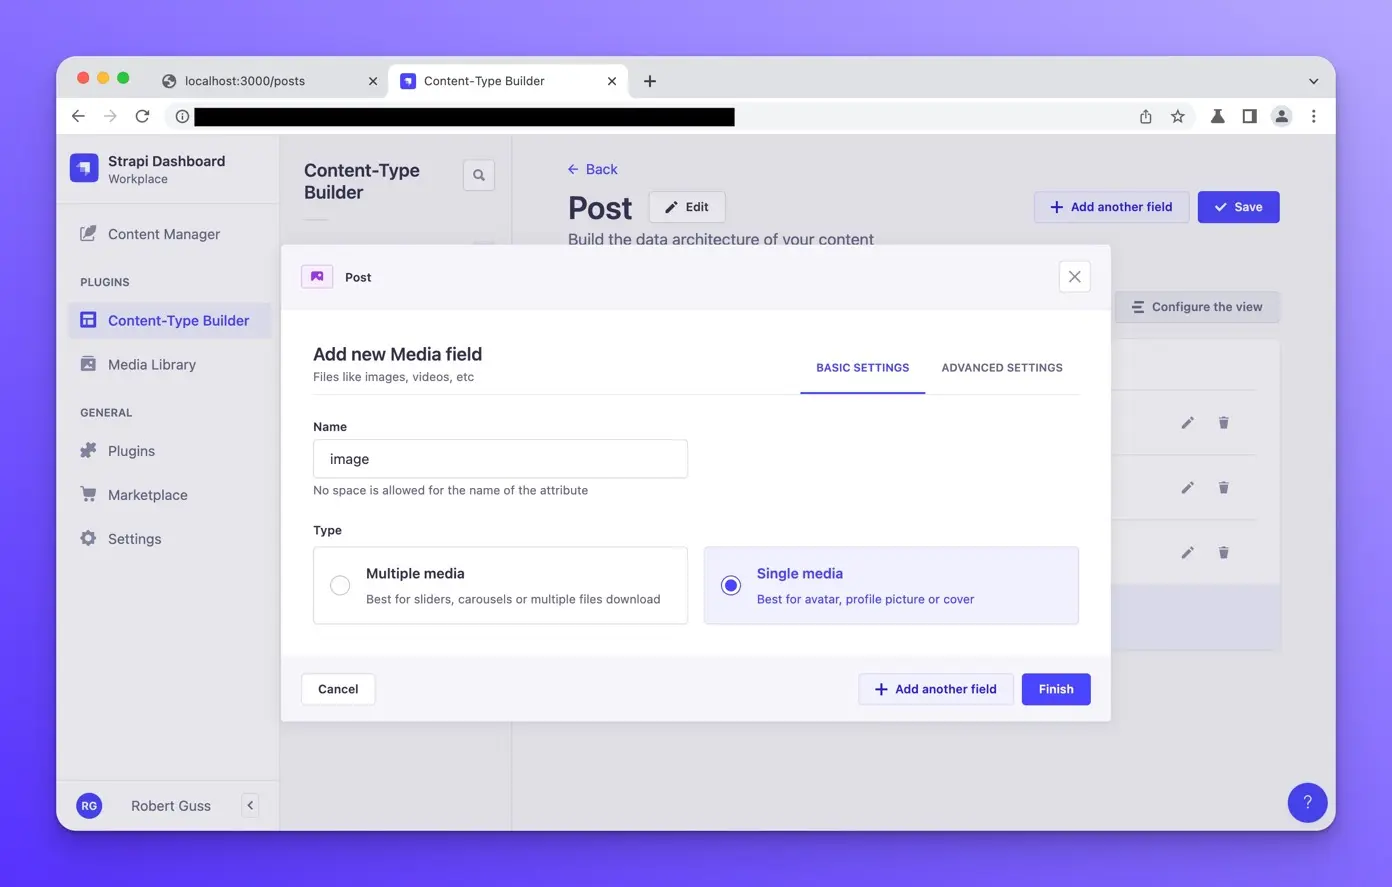 localhost:3000/posts
Content-Type Builder
Strapi Dashboard
Workplace
Content Manager
PLUGINS
Content-Type Builder
Media Library
GENERAL
Plugins
Marketplace
Settings
RG
Robert Guss
Content-Type
Builder
Back
Post
Edit
Add another field
Save
Build the data architecture of your content
Configure the view
Post
Add new Media field
Files like images, videos, etc
BASIC SETTINGS
ADVANCED SETTINGS
Name
image
No space is allowed for the name of the attribute
Type
Multiple media
Best for sliders, carousels or multiple files download
Single media
Best for avatar, profile picture or cover
Cancel
Add another field
Finish
?